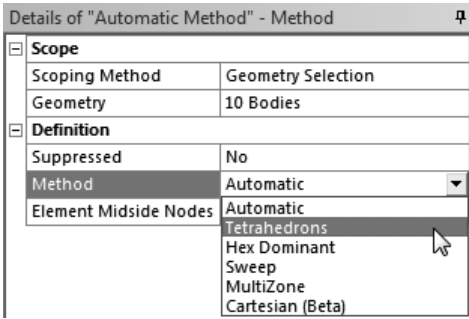 Details of "Automatic Method" - Method
Scope
Scoping Method Geometry Selection
Geometry 10 Bodies
Definition
Suppressed No
Method Automatic
Element Midside Nodes Automatic
Tetrahedrons
Hex Dominant
Sweep
MultiZone
Cartesian (Beta)